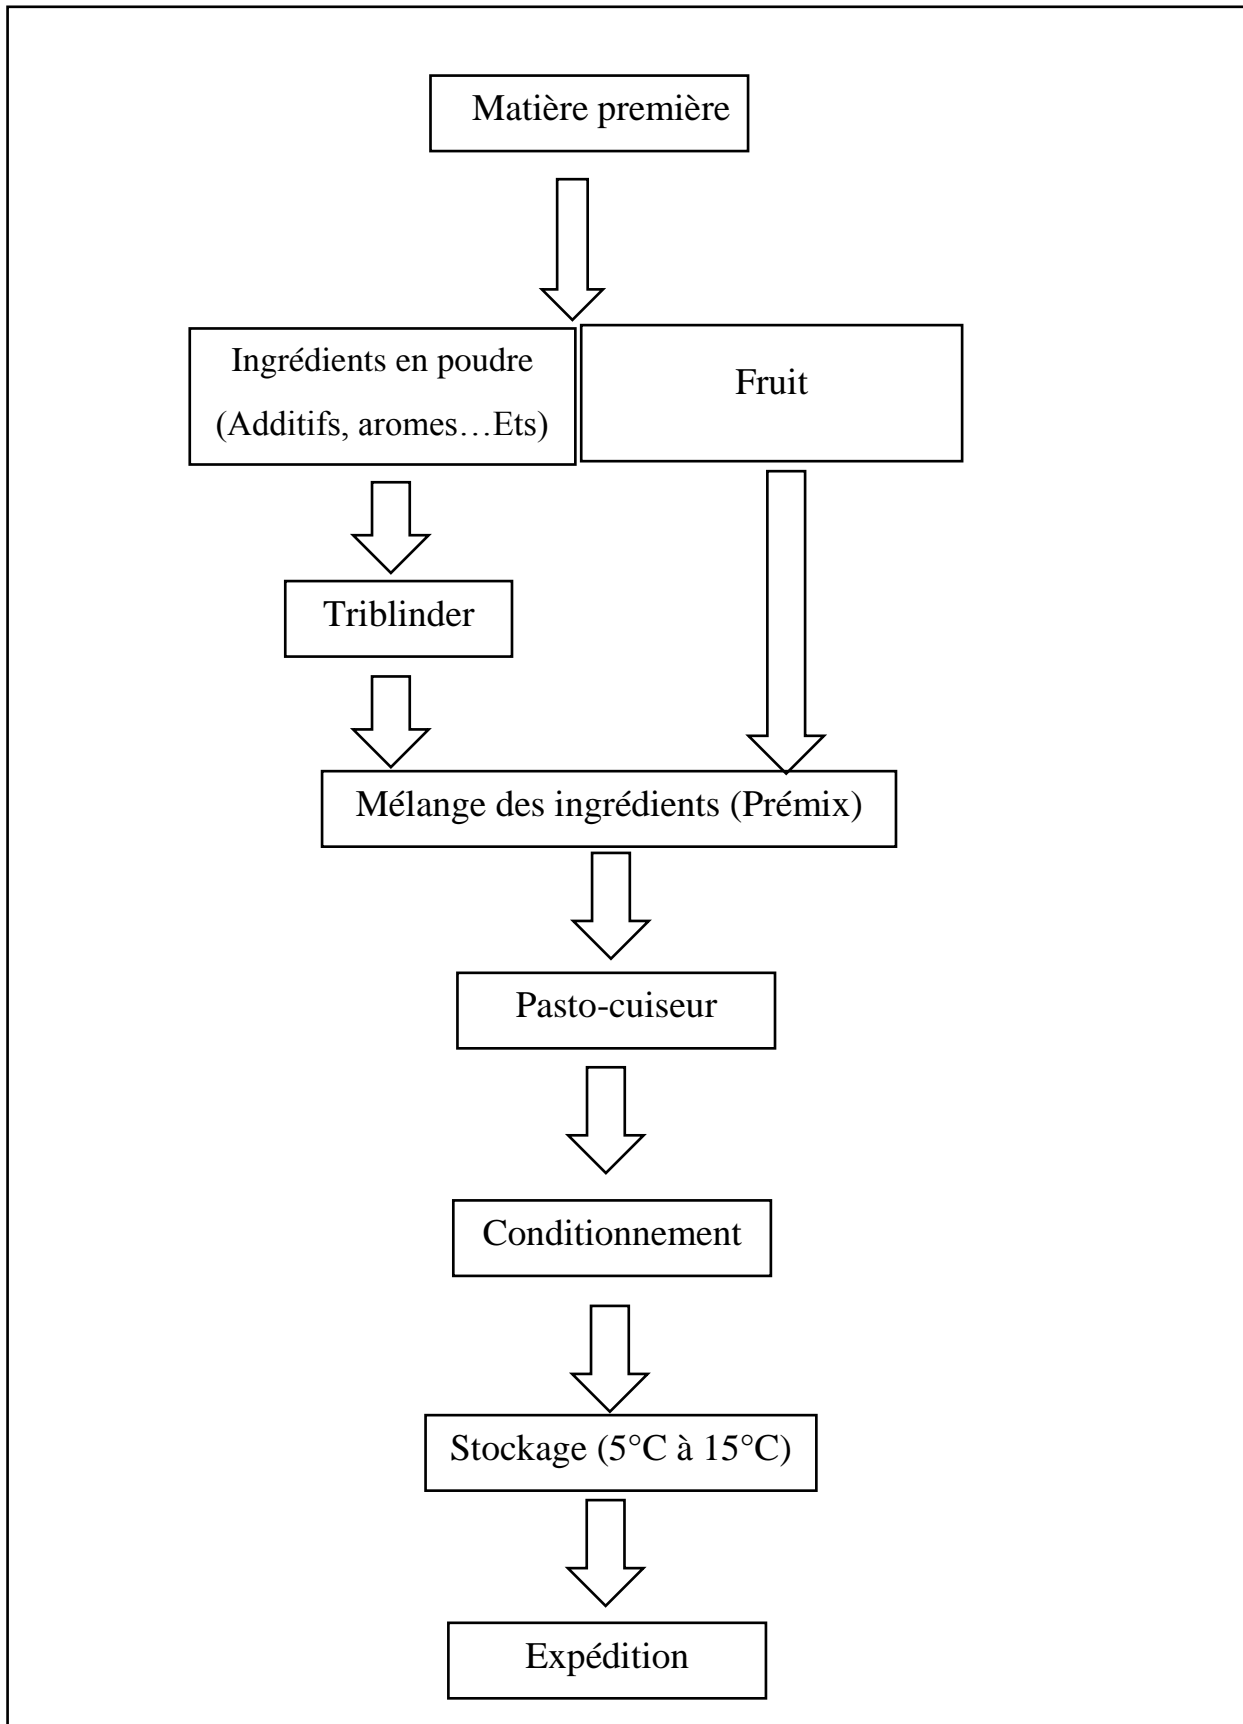 Matière première
Ingrédients en poudre
(Additifs, aromes…Ets)
Fruit
Triblinder
Mélange des ingrédients (Prémix)
Pasto-cuiseur
Conditionnement
Stockage (5°C à 15°C)
Expédition